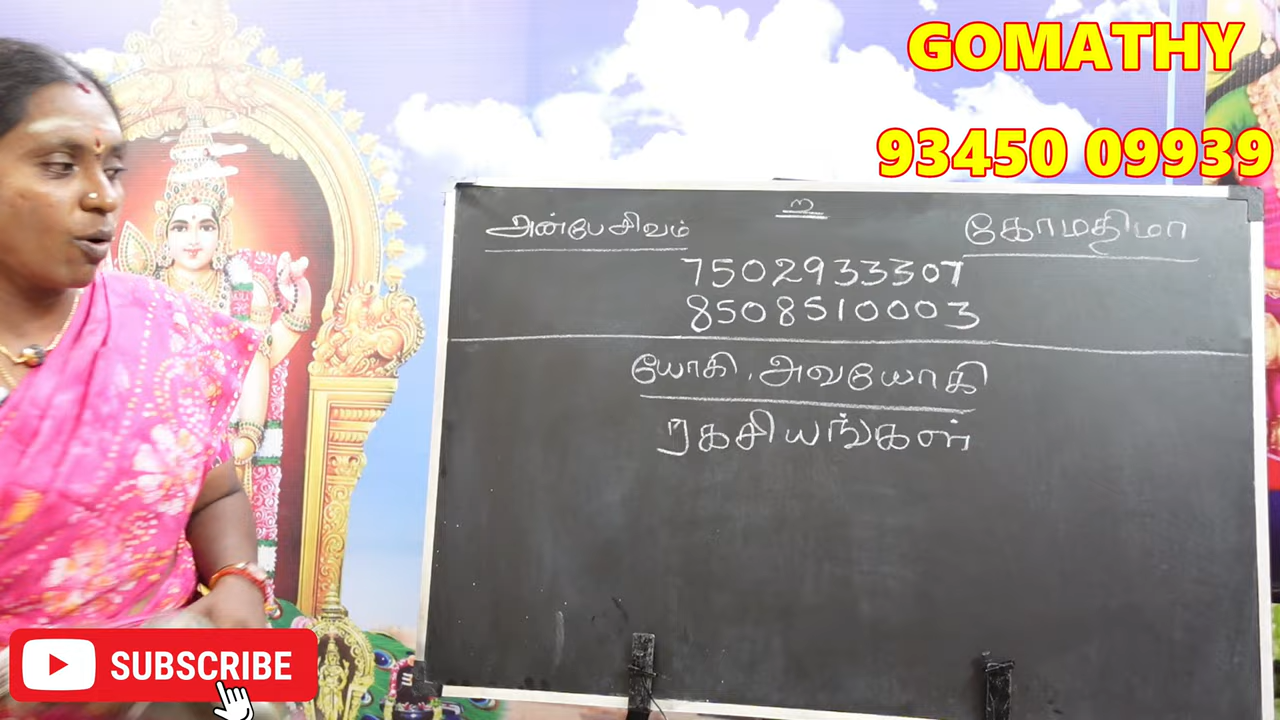 GOMATHY
93450 09939
உ
அன்பே சிவம்
கோமதிமா
7502933307
8508510003
யோகி, அவயோகி
ரகசியங்கள்
SUBSCRIBE